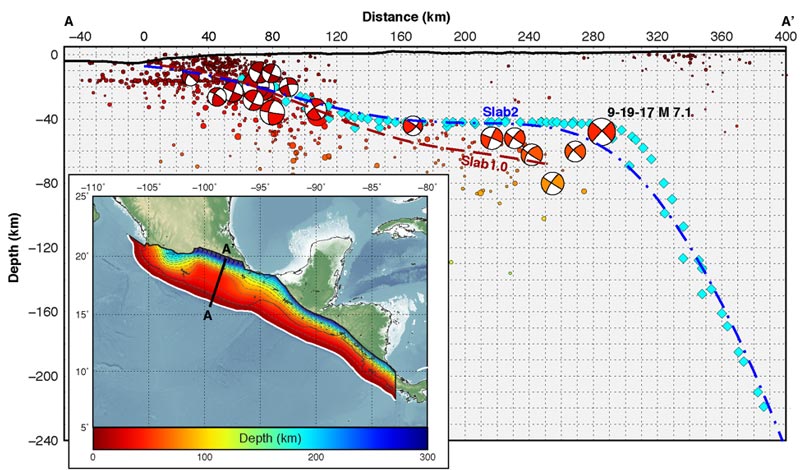 Distance (km)
A A'
−40 0 40 80 120 160 200 240 280 320 360 400
0
−40
−80
−120
−160
−200
−240
Depth (km)
Slab2
9-19-17 M 7.1
Slab1.0
−110° −105° −100° −95° −90° −85° −80°
25°
20°
15°
10°
5°
A'
A
Depth (km)
0 100 200 300